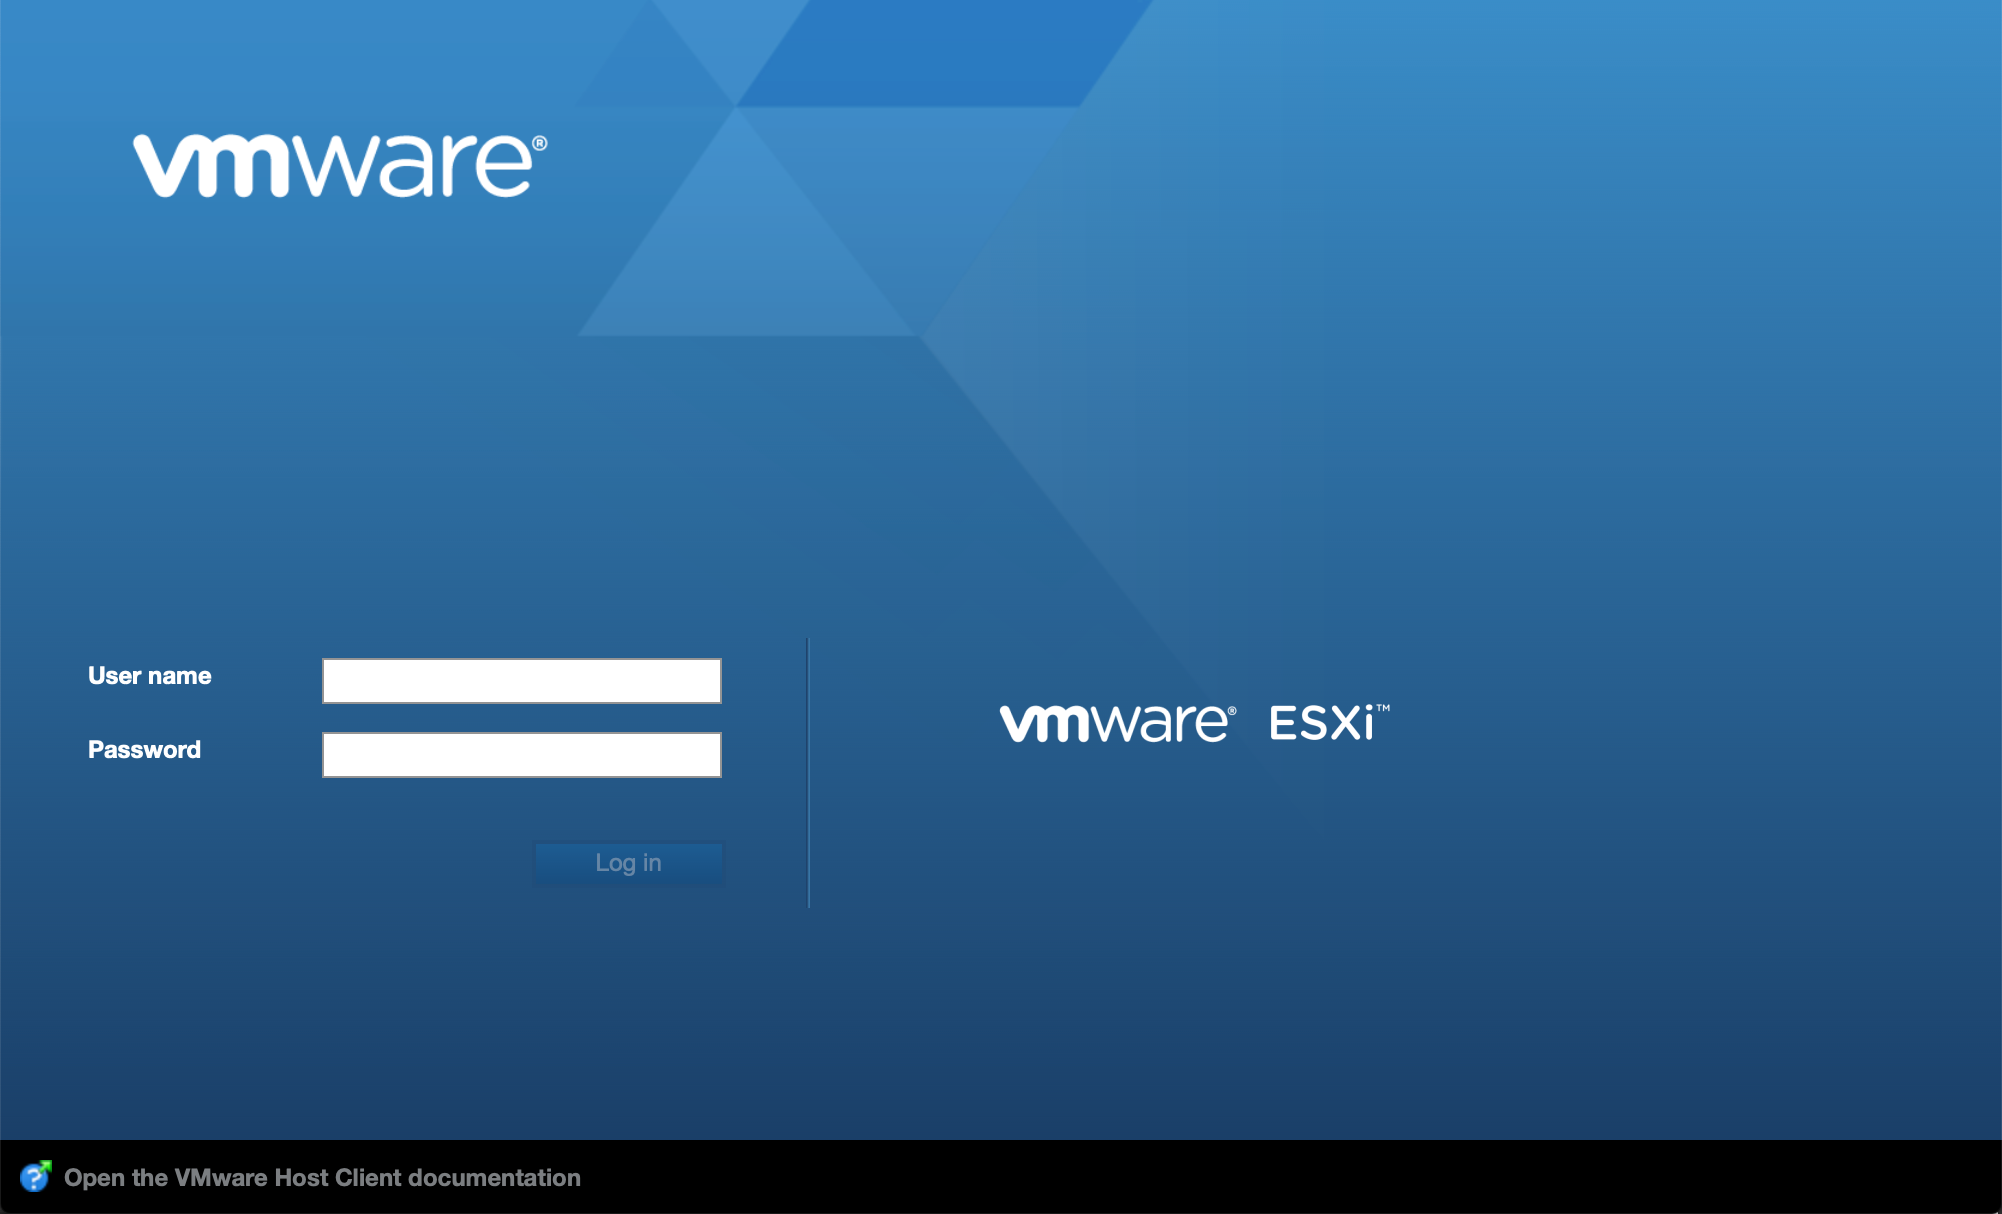 vmware®
User name
Password
Log in
vmware® ESXi™
Open the VMware Host Client documentation